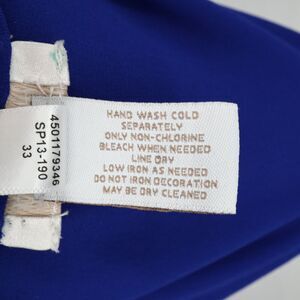 HAND WASH COLD
SEPARATELY
ONLY NON-CHLORINE
BLEACH WHEN NEEDED
LINE DRY
LOW IRON AS NEEDED
DO NOT IRON DECORATION
MAY BE DRY CLEANED
4501179346
SP13-190
33